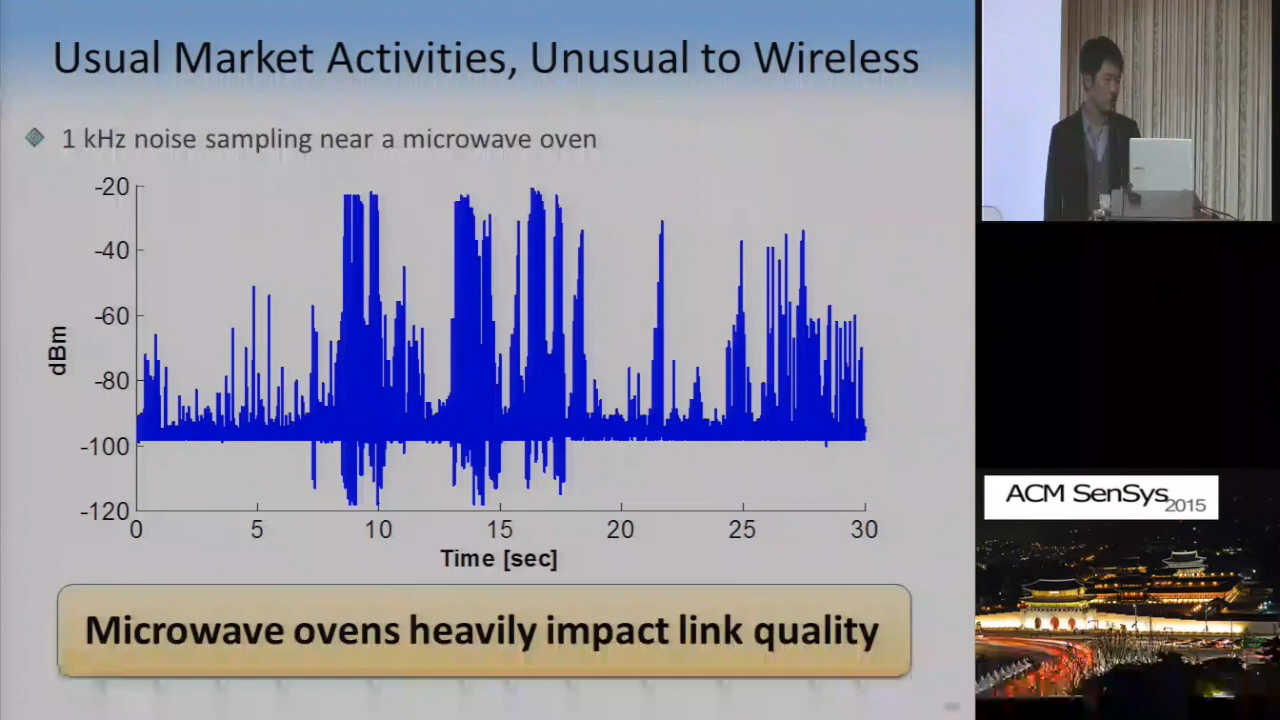 Usual Market Activities, Unusual to Wireless
1 kHz noise sampling near a microwave oven
-20
-40
-60
-80
-100
-120
dBm
0 5 10 15 20 25 30
Time [sec]
Microwave ovens heavily impact link quality
ACM SenSys 2015